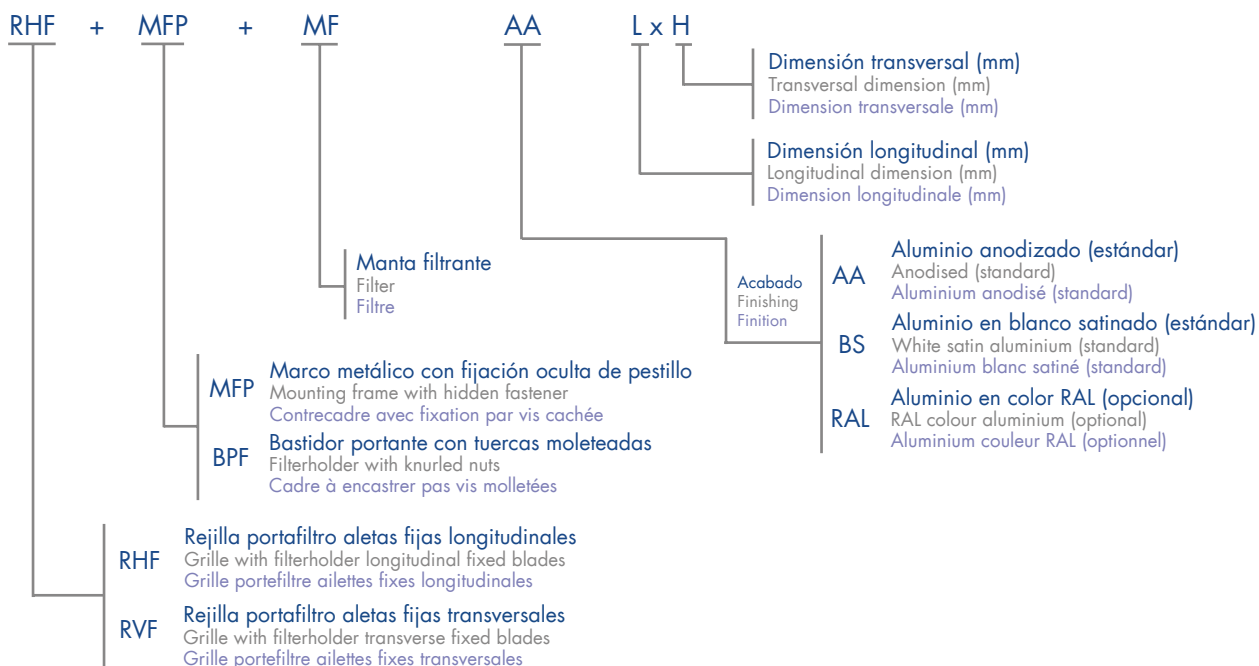 RHF + MFP + MF AA L x H
Dimensión transversal (mm)
Transversal dimension (mm)
Dimension transversale (mm)
Dimensión longitudinal (mm)
Longitudinal dimension (mm)
Dimension longitudinale (mm)
Manta filtrante
Filter
Filtre
Acabado
Finishing
Finition
AA
Aluminio anodizado (estándar)
Anodised (standard)
Aluminium anodisé (standard)
BS
Aluminio en blanco satinado (estándar)
White satin aluminium (standard)
Aluminium blanc satiné (standard)
RAL
Aluminio en color RAL (opcional)
RAL colour aluminium (optional)
Aluminium couleur RAL (optionnel)
MFP
Marco metálico con fijación oculta de pestillo
Mounting frame with hidden fastener
Contrecadre avec fixation par vis cachée
BPF
Bastidor portante con tuercas moleteadas
Filterholder with knurled nuts
Cadre à encastrer pas vis molletées
RHF
Rejilla portafiltro aletas fijas longitudinales
Grille with filterholder longitudinal fixed blades
Grille portefiltre ailettes fixes longitudinales
RVF
Rejilla portafiltro aletas fijas transversales
Grille with filterholder transverse fixed blades
Grille portefiltre ailettes fixes transversales